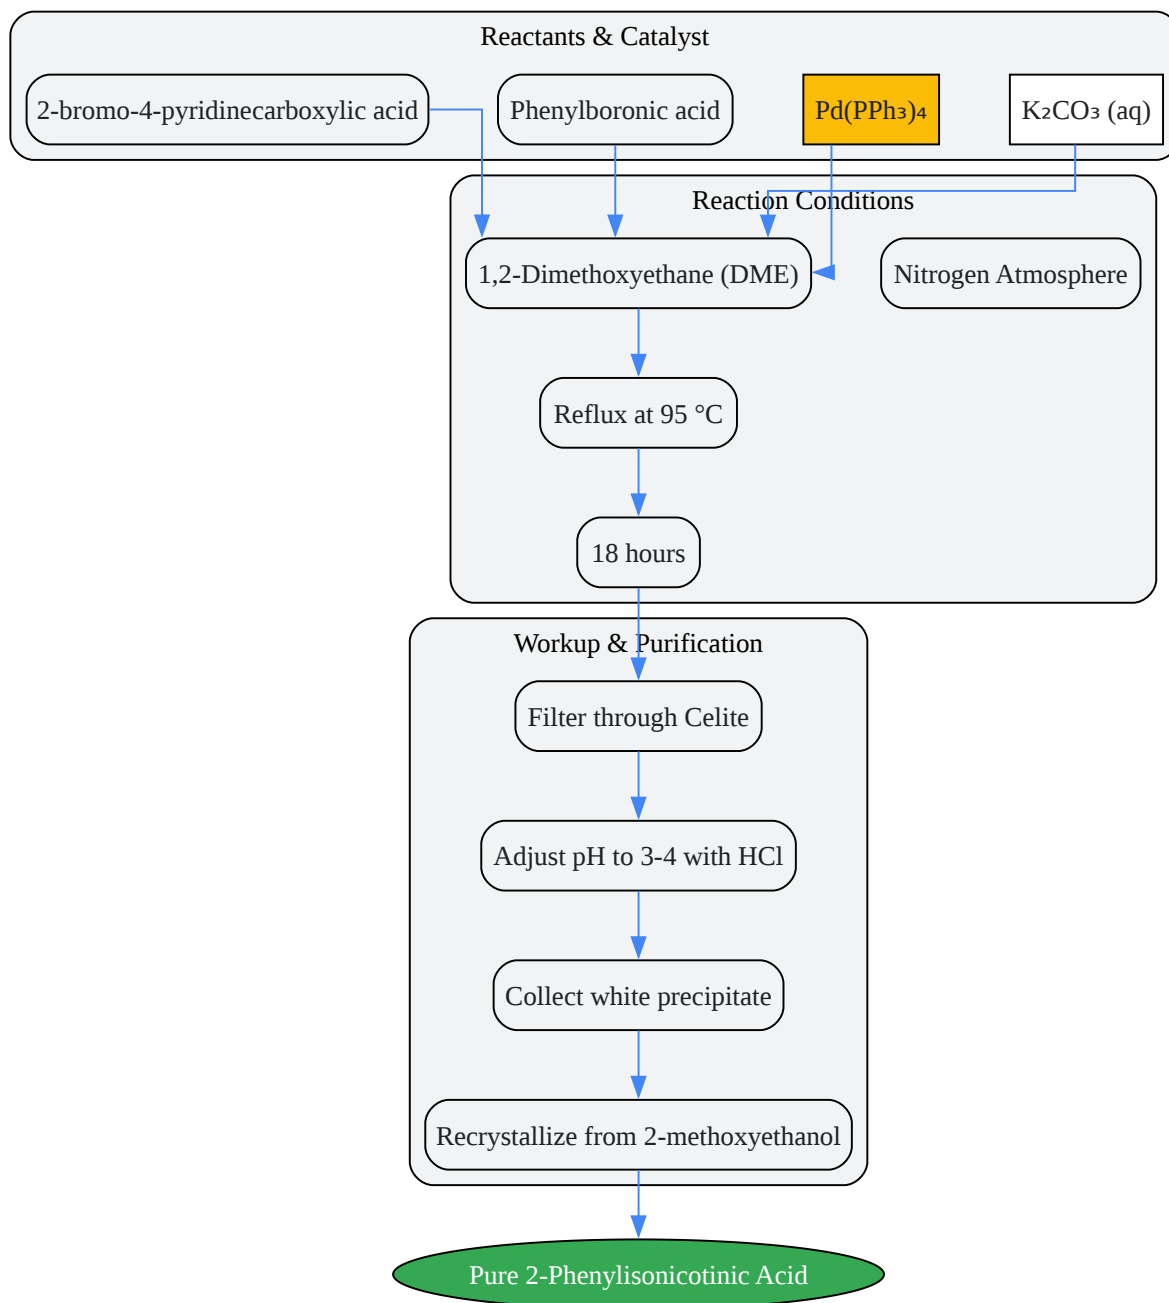 Reactants & Catalyst
2-bromo-4-pyridinecarboxylic acid
Phenylboronic acid
Pd(PPh₃)₄
K₂CO₃ (aq)
Reaction Conditions
1,2-Dimethoxyethane (DME)
Nitrogen Atmosphere
Reflux at 95 °C
18 hours
Workup & Purification
Filter through Celite
Adjust pH to 3-4 with HCl
Collect white precipitate
Recrystallize from 2-methoxyethanol
Pure 2-Phenylisonicotinic Acid